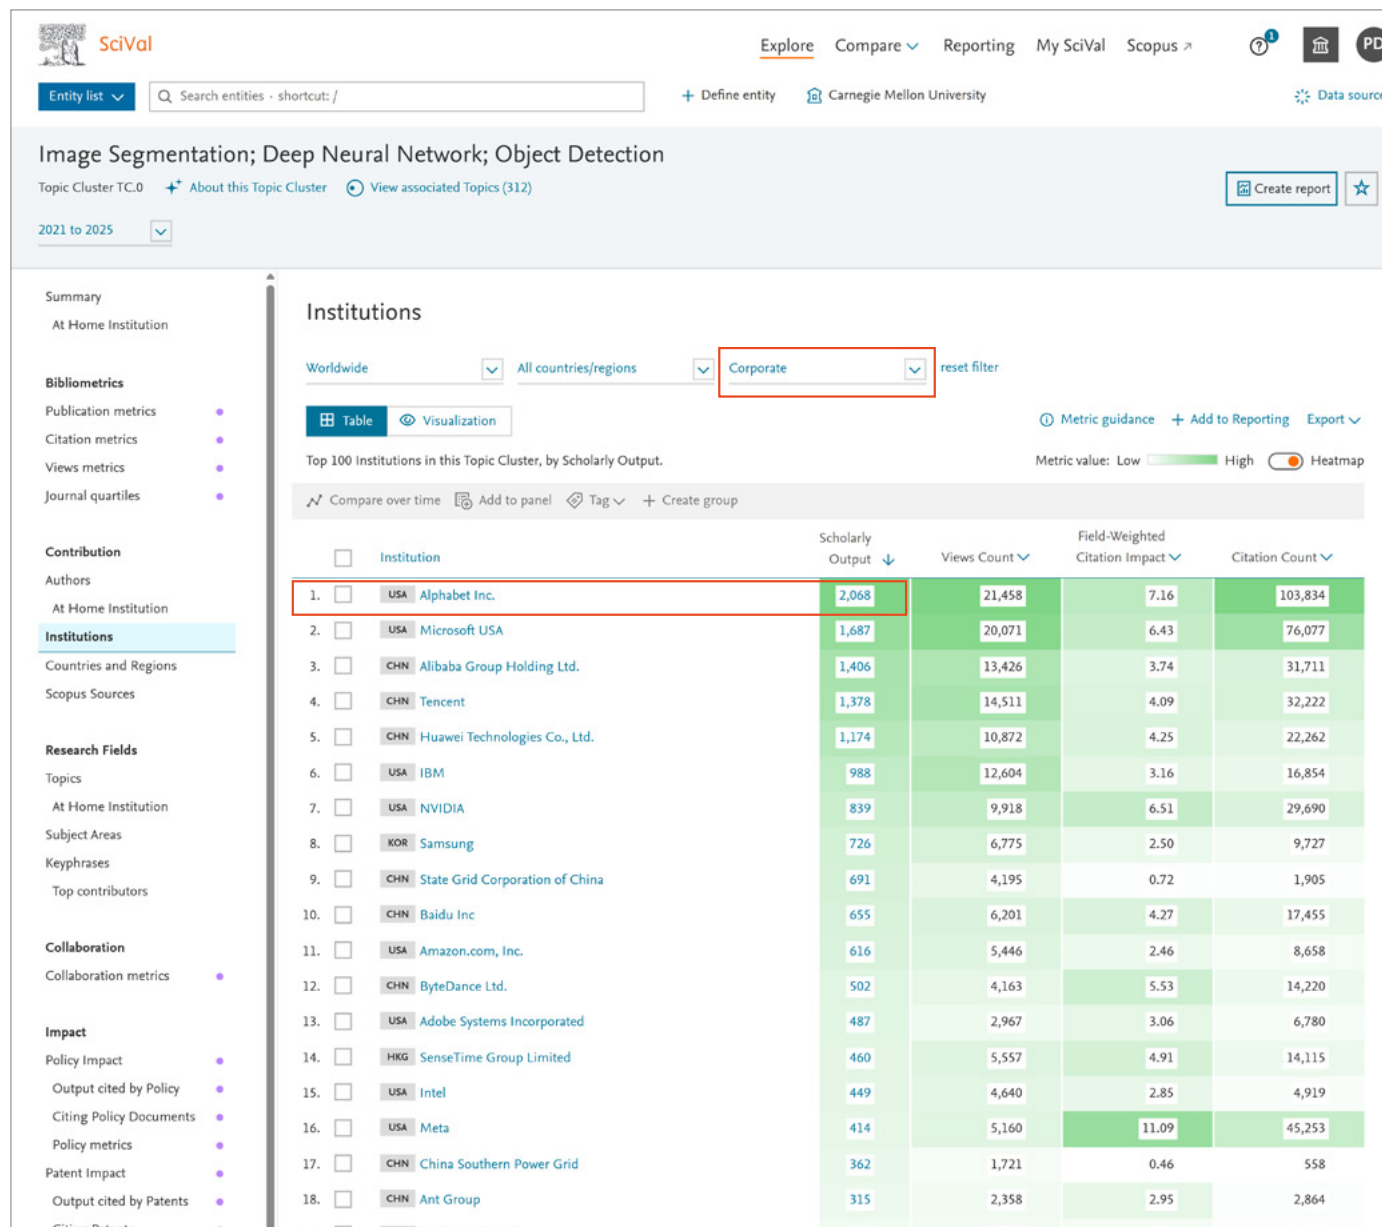 SciVal
Explore Compare Reporting My SciVal Scopus ↗ 1
Entity list Search entities · shortcut: / + Define entity Carnegie Mellon University Data source
Image Segmentation; Deep Neural Network; Object Detection
Topic Cluster TC.0 About this Topic Cluster View associated Topics (312)
Create report
2021 to 2025
Summary
At Home Institution
Bibliometrics
Publication metrics
Citation metrics
Views metrics
Journal quartiles
Contribution
Authors
At Home Institution
Institutions
Countries and Regions
Scopus Sources
Research Fields
Topics
At Home Institution
Subject Areas
Keyphrases
Top contributors
Collaboration
Collaboration metrics
Impact
Policy Impact
Output cited by Policy
Citing Policy Documents
Policy metrics
Patent Impact
Output cited by Patents
Institutions
Worldwide All countries/regions Corporate reset filter
Table Visualization Metric guidance + Add to Reporting Export
Top 100 Institutions in this Topic Cluster, by Scholarly Output. Metric value: Low High Heatmap
Compare over time Add to panel Tag + Create group
Institution Scholarly Output Views Count Field-Weighted Citation Impact Citation Count
1. USA Alphabet Inc. 2,068 21,458 7.16 103,834
2. USA Microsoft USA 1,687 20,071 6.43 76,077
3. CHN Alibaba Group Holding Ltd. 1,406 13,426 3.74 31,711
4. CHN Tencent 1,378 14,511 4.09 32,222
5. CHN Huawei Technologies Co., Ltd. 1,174 10,872 4.25 22,262
6. USA IBM 988 12,604 3.16 16,854
7. USA NVIDIA 839 9,918 6.51 29,690
8. KOR Samsung 726 6,775 2.50 9,727
9. CHN State Grid Corporation of China 691 4,195 0.72 1,905
10. CHN Baidu Inc 655 6,201 4.27 17,455
11. USA Amazon.com, Inc. 616 5,446 2.46 8,658
12. CHN ByteDance Ltd. 502 4,163 5.53 14,220
13. USA Adobe Systems Incorporated 487 2,967 3.06 6,780
14. HKG SenseTime Group Limited 460 5,557 4.91 14,115
15. USA Intel 449 4,640 2.85 4,919
16. USA Meta 414 5,160 11.09 45,253
17. CHN China Southern Power Grid 362 1,721 0.46 558
18. CHN Ant Group 315 2,358 2.95 2,864